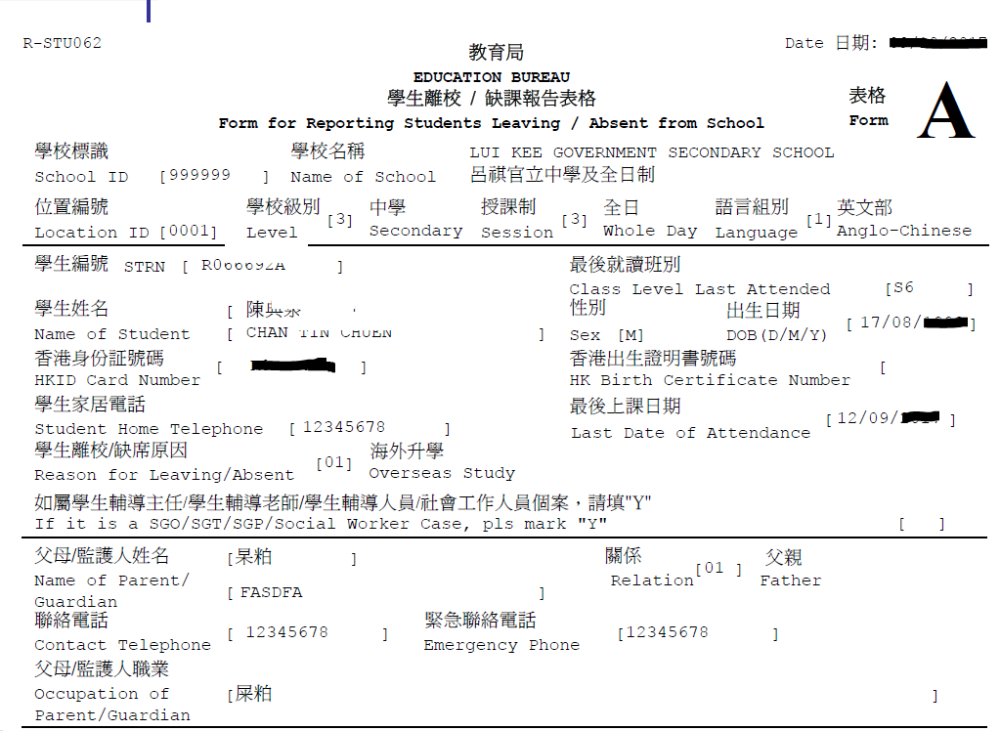 R-STU062
Date 日期:
教育局
EDUCATION BUREAU
學生離校 / 缺課報告表格
表格 A
Form for Reporting Students Leaving / Absent from School
Form
學校標識 學校名稱 LUI KEE GOVERNMENT SECONDARY SCHOOL
School ID [999999 ] Name of School 呂祺官立中學及全日制
位置編號 學校級別 [3] 中學 授課制 [3] 全日 語言組別 [1] 英文部
Location ID [0001] Level Secondary Session Whole Day Language Anglo-Chinese
學生編號 STRN [ ] 最後就讀班別
Class Level Last Attended [S6 ]
學生姓名 [ 陳 性別 出生日期
Name of Student [ CHAN ] Sex [M] DOB(D/M/Y) [ 17/08/ ]
香港身份証號碼 香港出生證明書號碼
HKID Card Number [ ] HK Birth Certificate Number [
學生家居電話 最後上課日期
Student Home Telephone [ 12345678 ] Last Date of Attendance [ 12/09/ ]
學生離校/缺席原因 [01] 海外升學
Reason for Leaving/Absent Overseas Study
如屬學生輔導主任/學生輔導老師/學生輔導人員/社會工作人員個案，請填"Y"
If it is a SGO/SGT/SGP/Social Worker Case, pls mark "Y" [ ]
父母/監護人姓名 [杲粕 ] 關係 [01 ] 父親
Name of Parent/ Relation Father
Guardian [ FASDFA ]
聯絡電話 緊急聯絡電話
Contact Telephone [ 12345678 ] Emergency Phone [12345678 ]
父母/監護人職業
Occupation of [屎粕 ]
Parent/Guardian